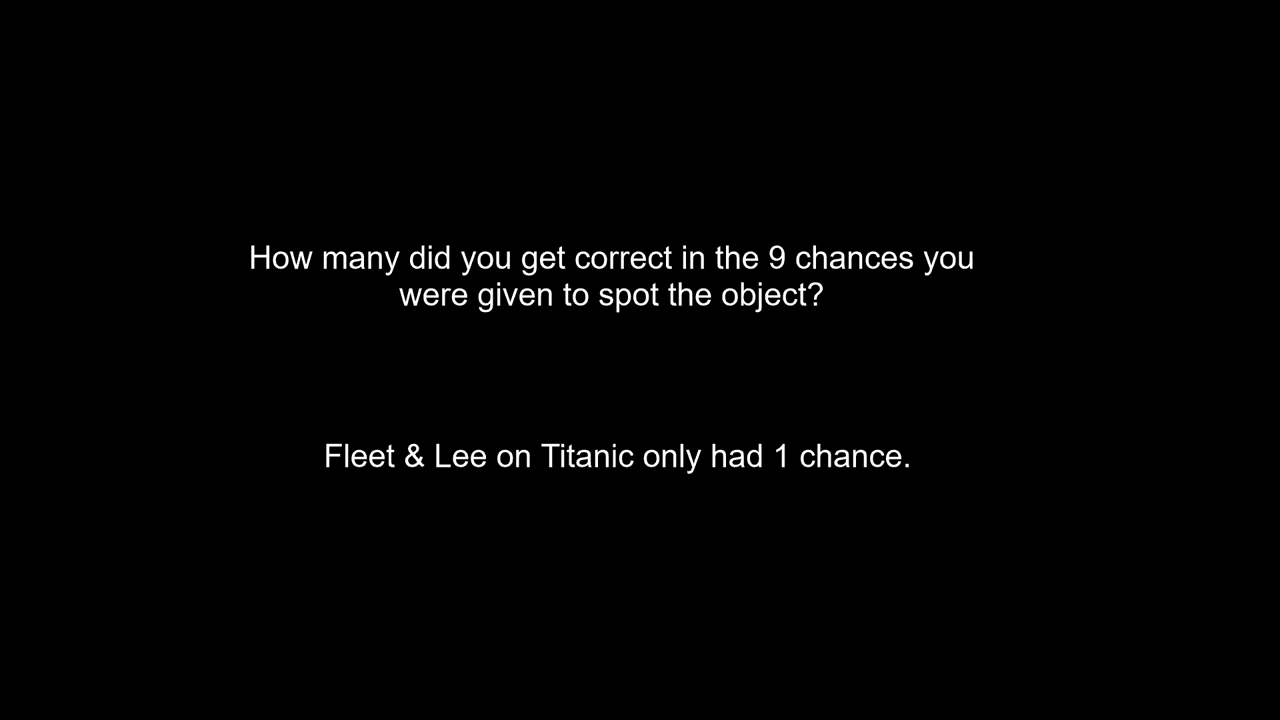 How many did you get correct in the 9 chances you
were given to spot the object?
Fleet & Lee on Titanic only had 1 chance.